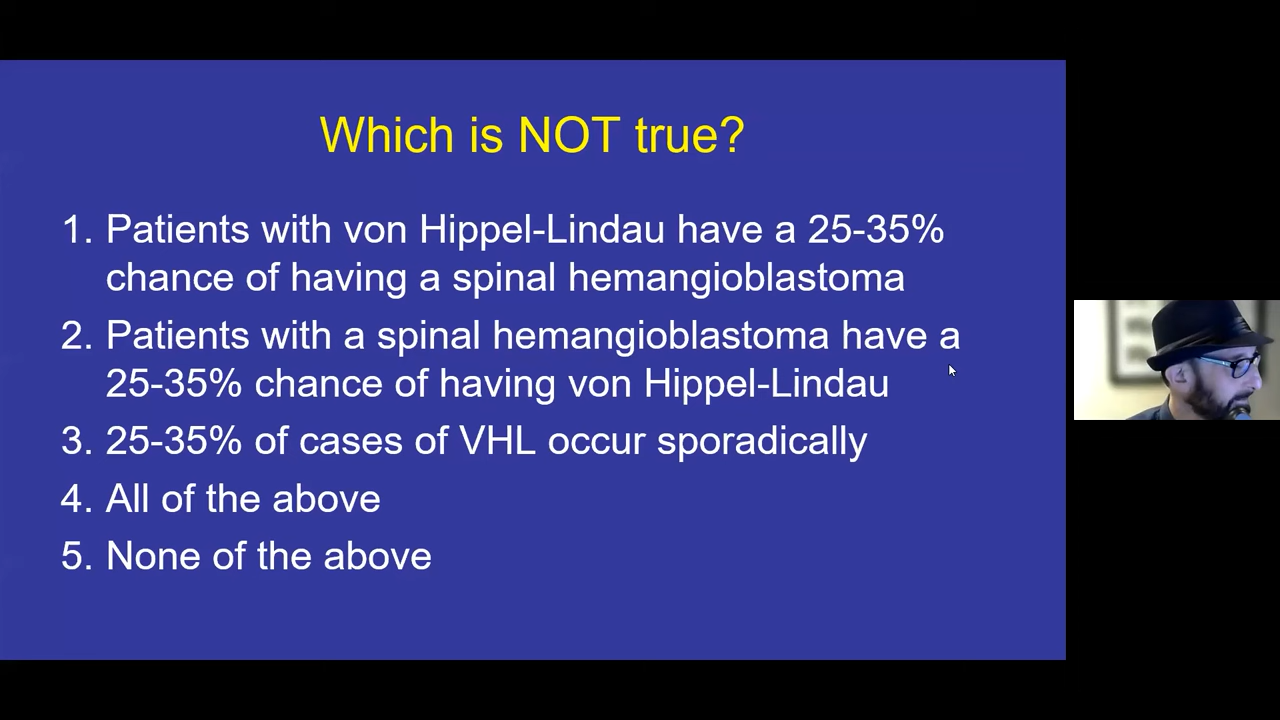 Which is NOT true?
1. Patients with von Hippel-Lindau have a 25-35%
chance of having a spinal hemangioblastoma
2. Patients with a spinal hemangioblastoma have a
25-35% chance of having von Hippel-Lindau
3. 25-35% of cases of VHL occur sporadically
4. All of the above
5. None of the above